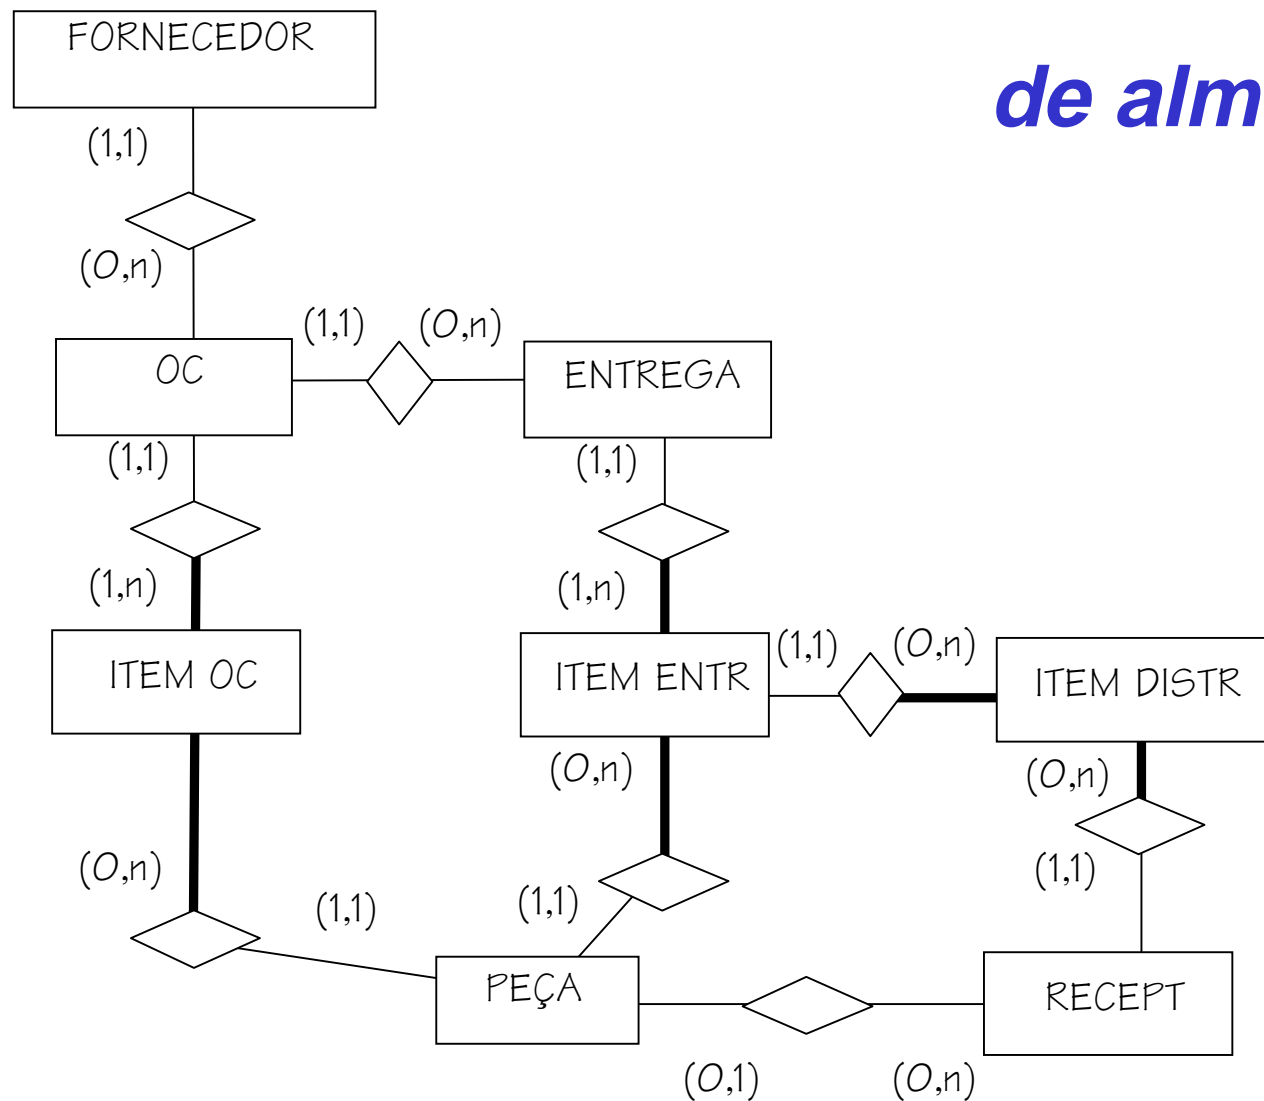 FORNECEDOR
de alm
(1,1)
(0,n)
(1,1)
(0,n)
OC
ENTREGA
(1,1)
(1,1)
(1,n)
(1,n)
ITEM OC
ITEM ENTR
(1,1)
(0,n)
ITEM DISTR
(0,n)
(0,n)
(0,n)
(1,1)
(1,1)
(1,1)
PEÇA
RECEPT
(0,1)
(0,n)